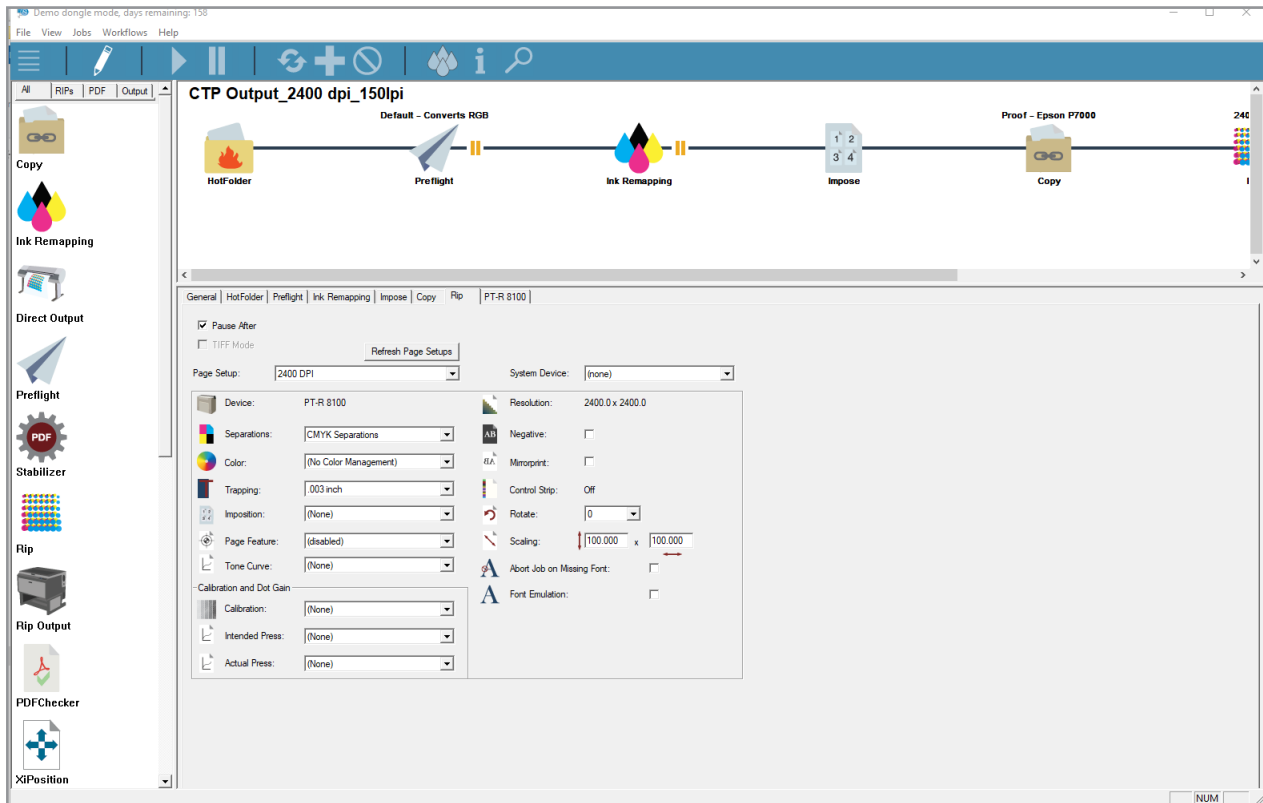 Demo dongle mode, days remaining: 158
File View Jobs Workflows Help
All RIPs PDF Output
Copy
Ink Remapping
Direct Output
Preflight
PDF
Stabilizer
Rip
Rip Output
PDFChecker
XiPosition
CTP Output_2400 dpi_150lpi
Default - Converts RGB
Proof - Epson P7000
240
1 2
3 4
HotFolder
Preflight
Ink Remapping
Impose
Copy
General HotFolder Preflight Ink Remapping Impose Copy Rip PT-R 8100
Pause After
TIFF Mode
Refresh Page Setups
Page Setup: 2400 DPI System Device: (none)
Device: PT-R 8100 Resolution: 2400.0 x 2400.0
Separations: CMYK Separations Negative:
Color: (No Color Management) Mirrorprint:
Trapping: .003 inch Control Strip: Off
Imposition: (None) Rotate: 0
Page Feature: (disabled) Scaling: 100.000 x 100.000
Tone Curve: (None) Abort Job on Missing Font:
Calibration and Dot Gain
Calibration: (None) Font Emulation:
Intended Press: (None)
Actual Press: (None)
NUM